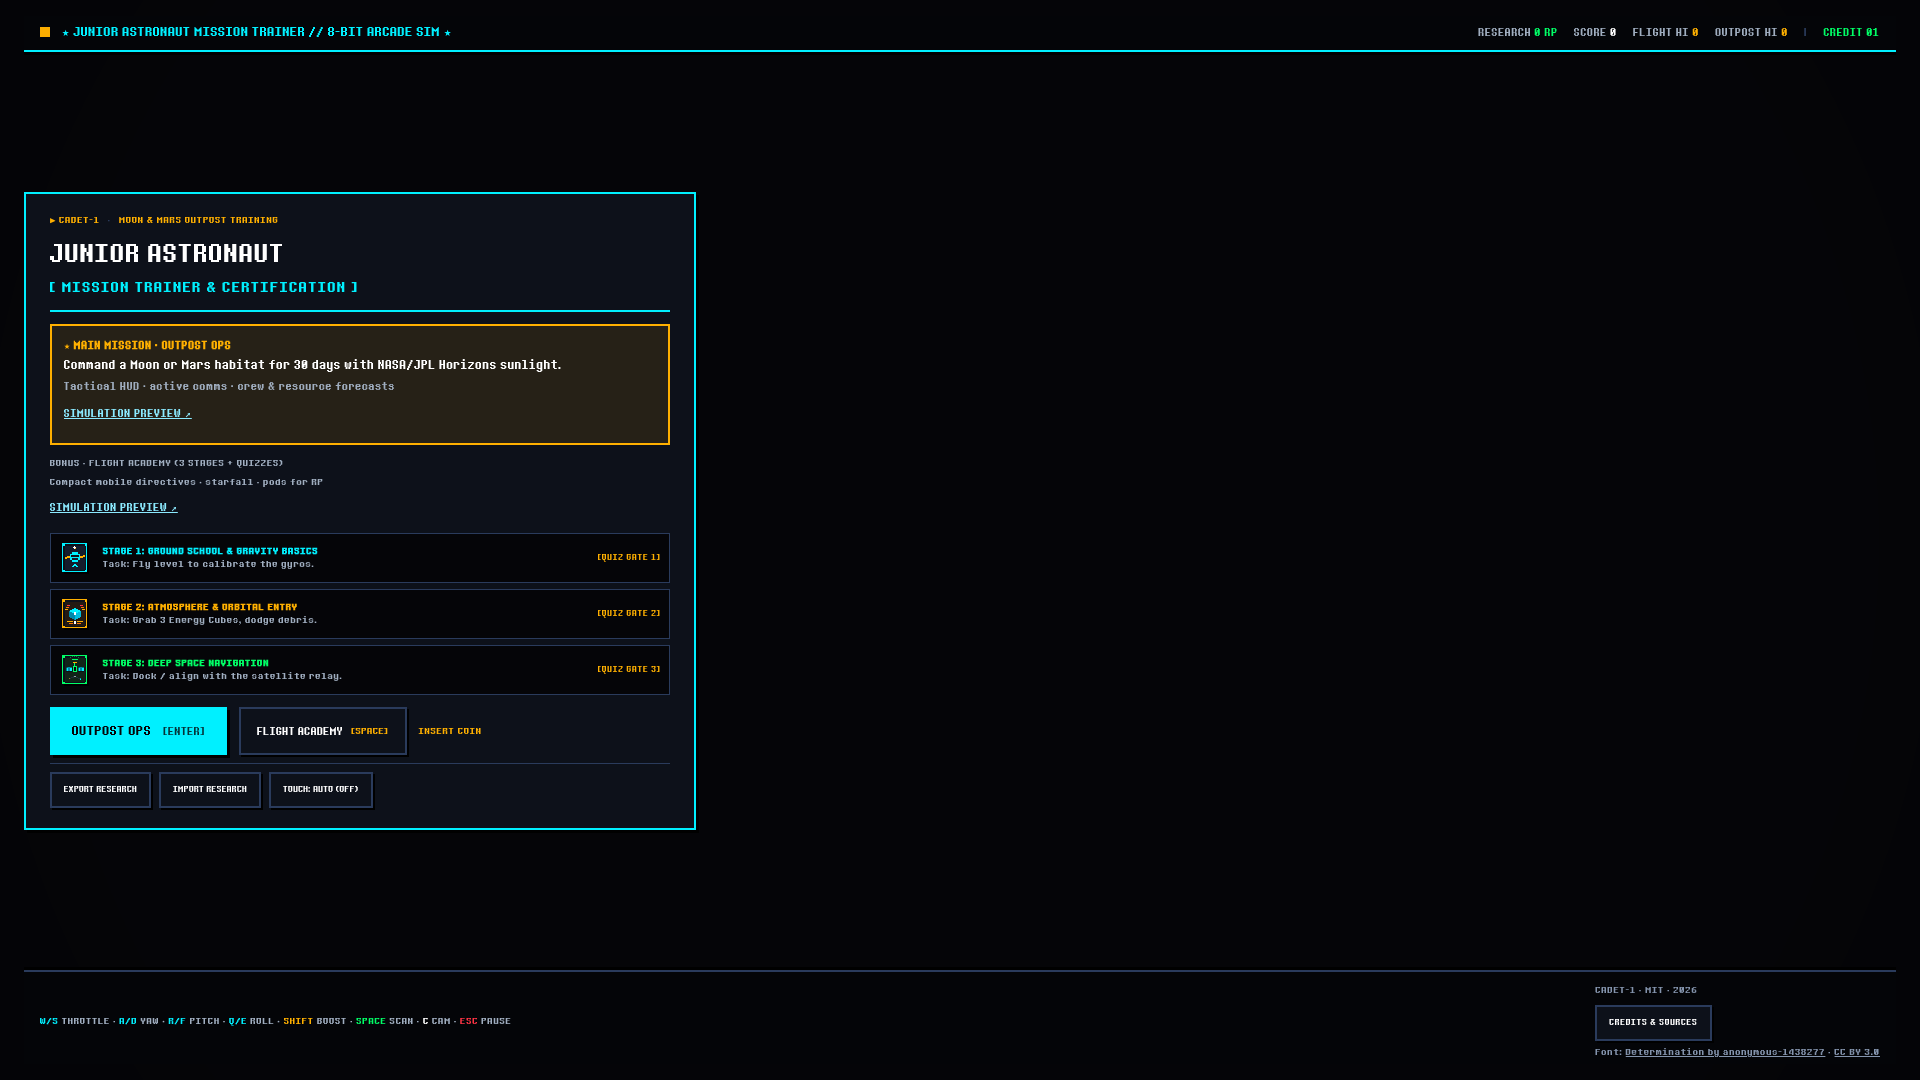 ★ JUNIOR ASTRONAUT MISSION TRAINER // 8-BIT ARCADE SIM ★
RESEARCH 0 RP SCORE 0 FLIGHT HI 0 OUTPOST HI 0 | CREDIT 01
▶ CADET-1 · MOON & MARS OUTPOST TRAINING
JUNIOR ASTRONAUT
[ MISSION TRAINER & CERTIFICATION ]
★ MAIN MISSION · OUTPOST OPS
Command a Moon or Mars habitat for 30 days with NASA/JPL Horizons sunlight.
Tactical HUD · active comms · crew & resource forecasts
SIMULATION PREVIEW ↗
BONUS · FLIGHT ACADEMY (3 STAGES + QUIZZES)
Compact mobile directives · starfall · pods for RP
SIMULATION PREVIEW ↗
STAGE 1: GROUND SCHOOL & GRAVITY BASICS
Task: Fly level to calibrate the gyros.
[QUIZ GATE 1]
STAGE 2: ATMOSPHERE & ORBITAL ENTRY
Task: Grab 3 Energy Cubes, dodge debris.
[QUIZ GATE 2]
STAGE 3: DEEP SPACE NAVIGATION
Task: Dock / align with the satellite relay.
[QUIZ GATE 3]
OUTPOST OPS [ENTER] FLIGHT ACADEMY [SPACE] INSERT COIN
EXPORT RESEARCH IMPORT RESEARCH TOUCH: AUTO (OFF)
W/S THROTTLE · A/D YAW · R/F PITCH · Q/E ROLL · SHIFT BOOST · SPACE SCAN · C CAM · ESC PAUSE
CADET-1 · MIT · 2026
CREDITS & SOURCES
Font: Determination by anonymous-1438277 · CC BY 3.0